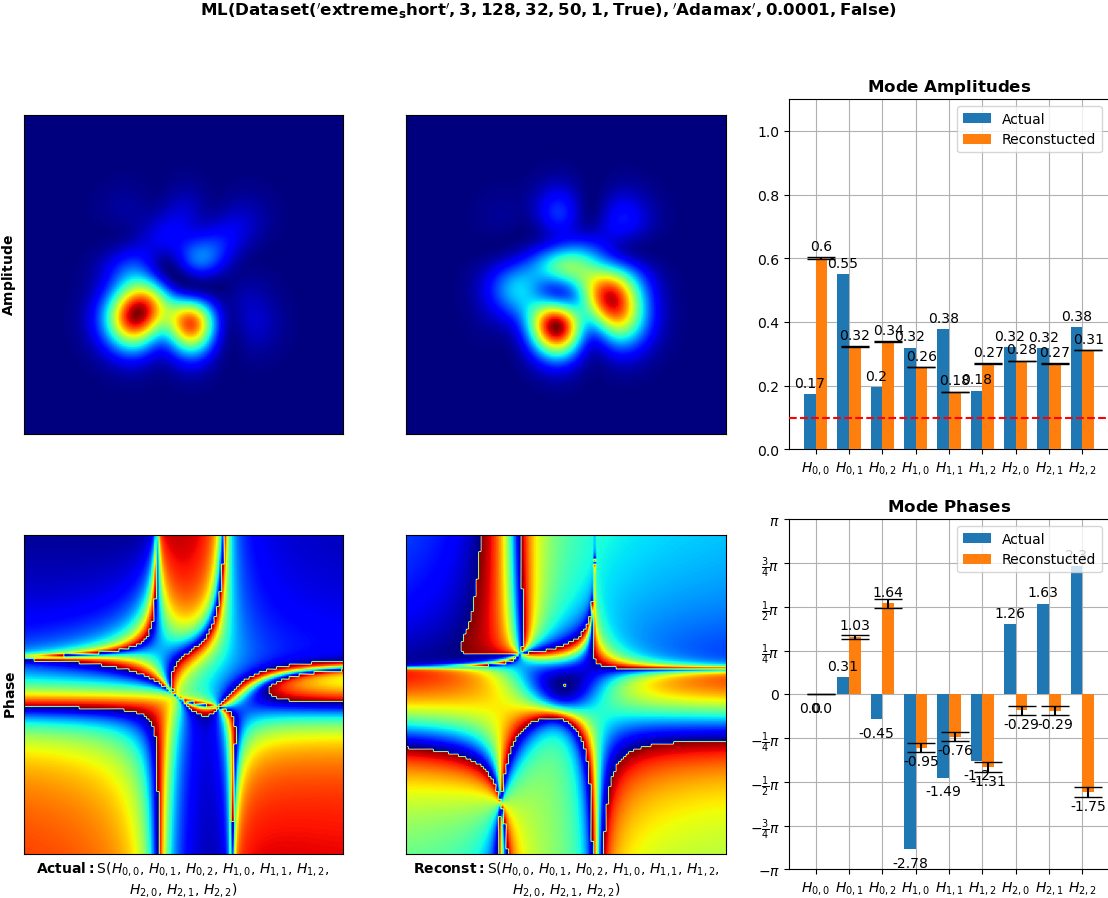 ML(Dataset('extreme_short', 3, 128, 32, 50, 1, True), 'Adamax', 0.0001, False)
Amplitude
Mode Amplitudes
Actual
Reconstucted
1.0
0.8
0.6
0.4
0.2
0.0
0.17
0.6
0.55
0.32
0.2
0.34
0.32
0.26
0.38
0.18
0.18
0.27
0.32
0.28
0.32
0.27
0.38
0.31
H0,0 H0,1 H0,2 H1,0 H1,1 H1,2 H2,0 H2,1 H2,2
Phase
Mode Phases
Actual
Reconstucted
π
3/4π
1/2π
1/4π
0
−1/4π
−1/2π
−3/4π
−π
0.0
0.0
0.31
1.03
-0.45
1.64
-2.78
-0.95
-1.49
-0.76
-1.31
1.26
-0.29
1.63
-0.29
-1.75
H0,0 H0,1 H0,2 H1,0 H1,1 H1,2 H2,0 H2,1 H2,2
Actual: S(H0,0, H0,1, H0,2, H1,0, H1,1, H1,2,
H2,0, H2,1, H2,2)
Reconst: S(H0,0, H0,1, H0,2, H1,0, H1,1, H1,2,
H2,0, H2,1, H2,2)